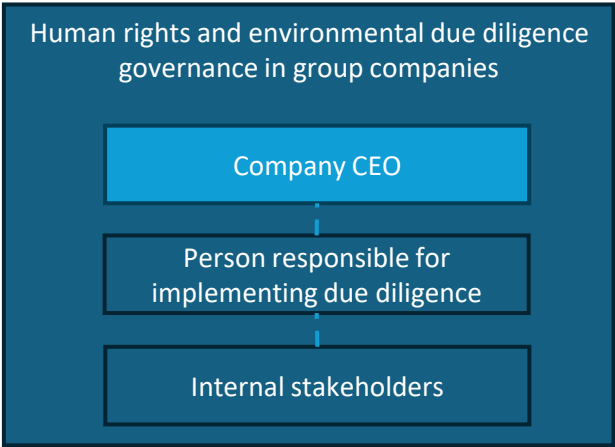 Human rights and environmental due diligence
governance in group companies
Company CEO
Person responsible for
implementing due diligence
Internal stakeholders